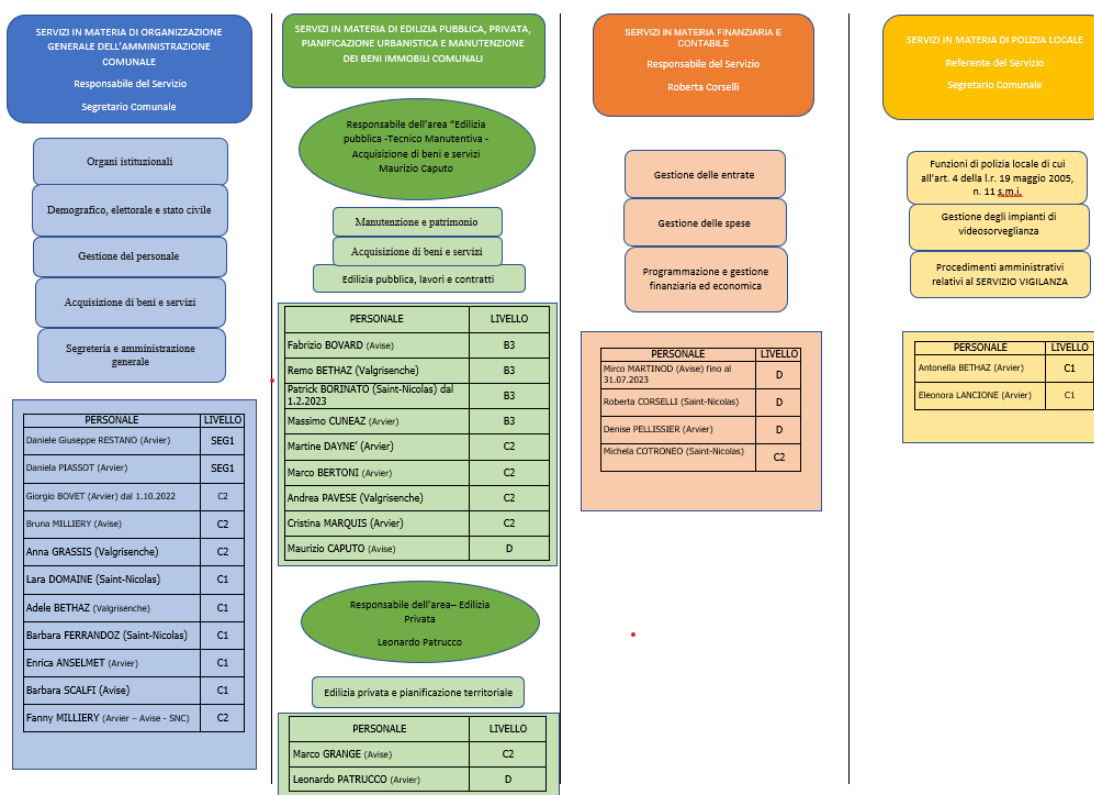 SERVIZI IN MATERIA DI ORGANIZZAZIONE
GENERALE DELL'AMMINISTRAZIONE
COMUNALE
Responsabile del Servizio
Segretario Comunale
Organi istituzionali
Demografico, elettorale e stato civile
Gestione del personale
Acquisizione di beni e servizi
Segreteria e amministrazione
generale
PERSONALE LIVELLO
Daniele Giuseppe RESTANO (Arvier) SEG1
Daniela PIASSOT (Arvier) SEG1
Giorgio BOVET (Arvier) dal 1.10.2022 C2
Bruna MILLIERY (Avise) C2
Anna GRASSIS (Valgrisenche) C2
Lara DOMAINE (Saint-Nicolas) C1
Adele BETHAZ (Valgrisenche) C1
Barbara FERRANDOZ (Saint-Nicolas) C1
Enrica ANSELMET (Arvier) C1
Barbara SCALFI (Avise) C1
Fanny MILLIERY (Arvier – Avise - SNC) C2
SERVIZI IN MATERIA DI EDILIZIA PUBBLICA, PRIVATA,
PIANIFICAZIONE URBANISTICA E MANUTENZIONE
DEI BENI IMMOBILI COMUNALI
Responsabile dell'area "Edilizia
pubblica -Tecnico Manutentiva -
Acquisizione di beni e servizi
Maurizio Caputo
Manutenzione e patrimonio
Acquisizione di beni e servizi
Edilizia pubblica, lavori e contratti
PERSONALE LIVELLO
Fabrizio BOVARD (Avise) B3
Remo BETHAZ (Valgrisenche) B3
Patrick BORINATO (Saint-Nicolas) dal
1.2.2023 B3
Massimo CUNEAZ (Arvier) B3
Martine DAYNE' (Arvier) C2
Marco BERTONI (Arvier) C2
Andrea PAVESE (Valgrisenche) C2
Cristina MARQUIS (Arvier) C2
Maurizio CAPUTO (Avise) D
Responsabile dell'area– Edilizia
Privata
Leonardo Patrucco
Edilizia privata e pianificazione territoriale
PERSONALE LIVELLO
Marco GRANGE (Avise) C2
Leonardo PATRUCCO (Arvier) D
SERVIZI IN MATERIA FINANZIARIA E
CONTABILE
Responsabile del Servizio
Roberta Corselli
Gestione delle entrate
Gestione delle spese
Programmazione e gestione
finanziaria ed economica
PERSONALE LIVELLO
Mirco MARTINOD (Avise) fino al
31.07.2023 D
Roberta CORSELLI (Saint-Nicolas) D
Denise PELLISSIER (Arvier) D
Michela COTRONEO (Saint-Nicolas) C2
SERVIZI IN MATERIA DI POLIZIA LOCALE
Referente del Servizio
Segretario Comunale
Funzioni di polizia locale di cui
all'art. 4 della l.r. 19 maggio 2005,
n. 11 s.m.i.
Gestione degli impianti di
videosorveglianza
Procedimenti amministrativi
relativi al SERVIZIO VIGILANZA
PERSONALE LIVELLO
Antonella BETHAZ (Arvier) C1
Eleonora LANCIONE (Arvier) C1